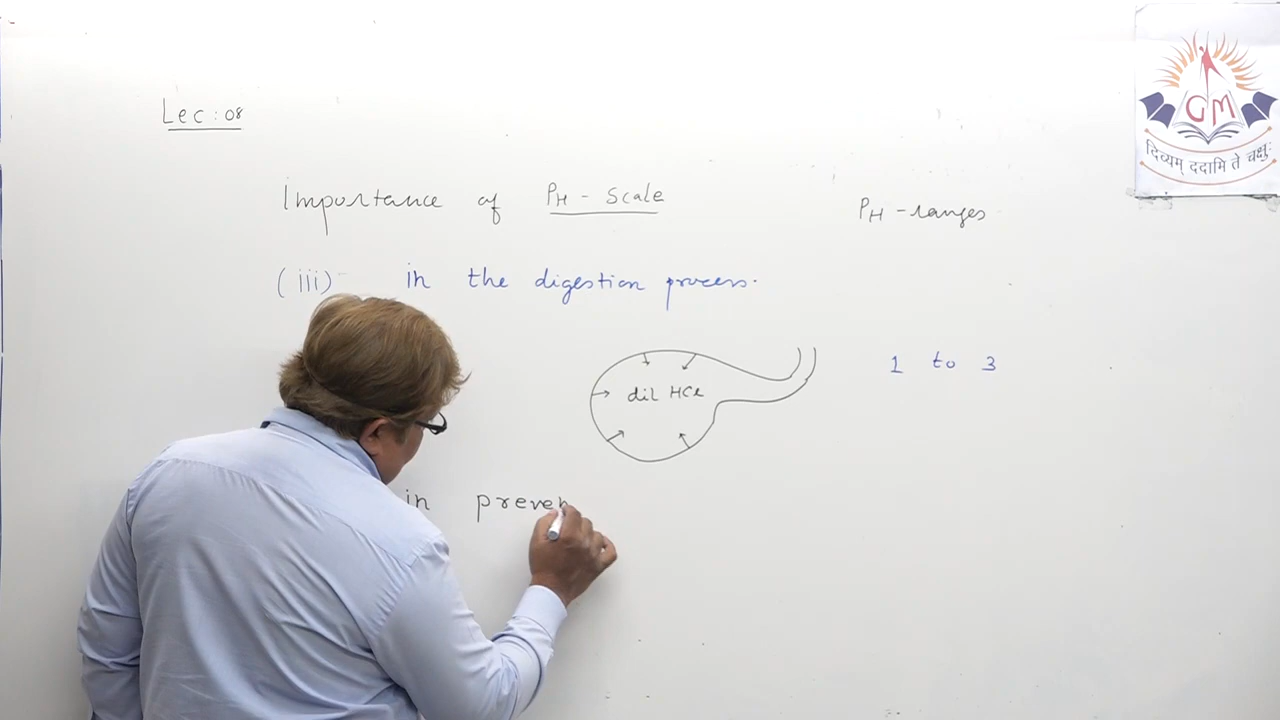 Lec : 08
GM
दिव्यम् ददामि ते चक्षुः
Importance of PH - Scale
PH - ranges
(iii) in the digestion process.
1 to 3
dil HCl
in preven